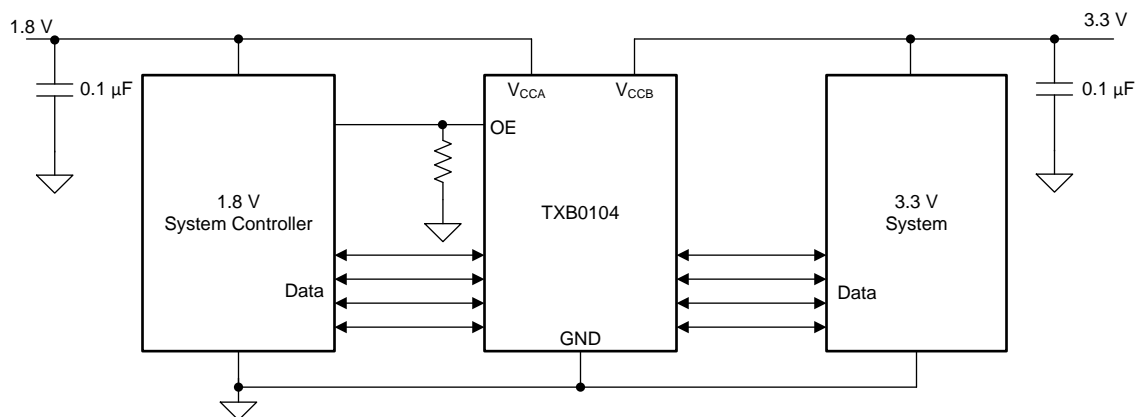 1.8 V
3.3 V
0.1 µF
VCCA
VCCB
0.1 µF
OE
1.8 V
System Controller
TXB0104
3.3 V
System
Data
Data
GND